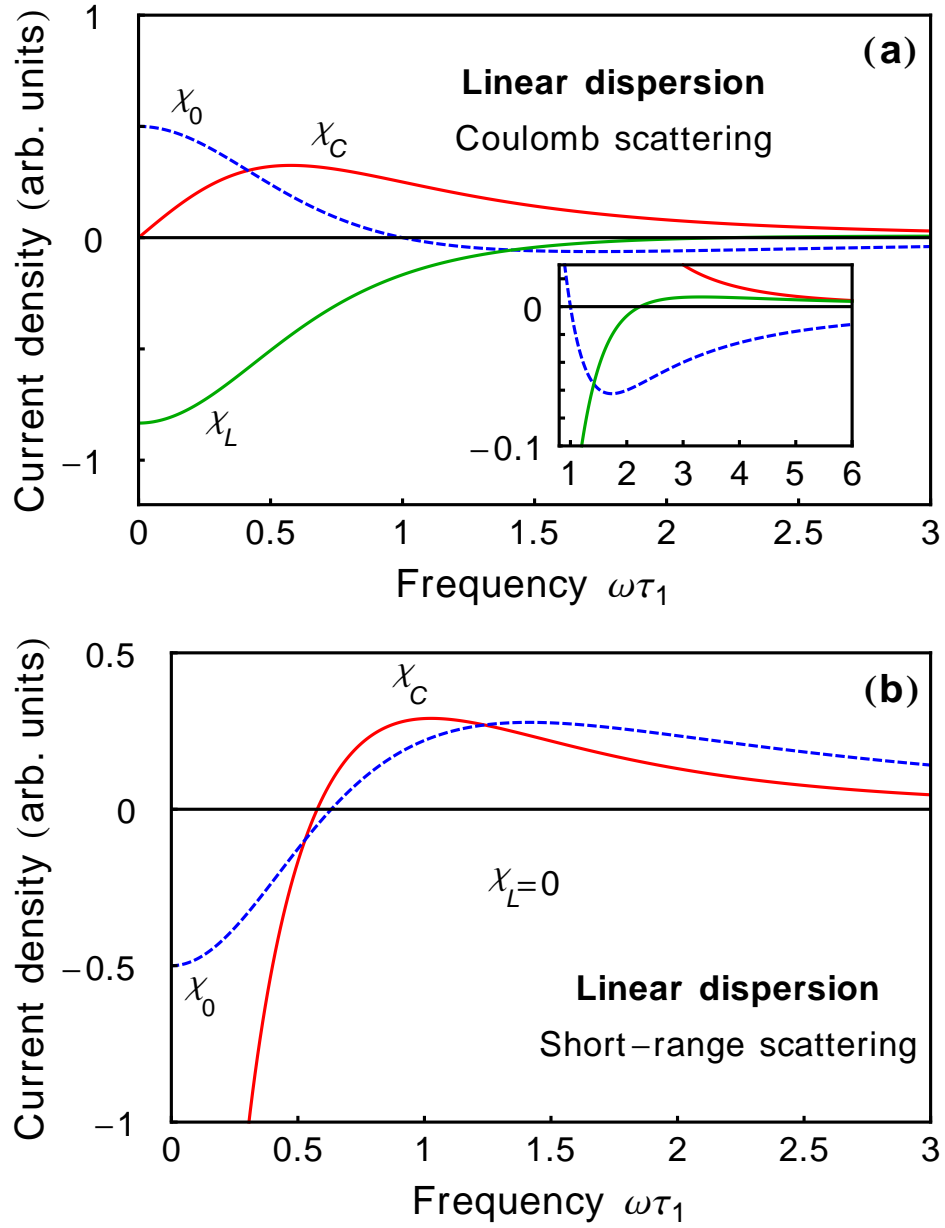 1
(a)
Linear dispersion
χ0
χC
Coulomb scattering
0
χL
−1
0
−0.1
1 2 3 4 5 6
0 0.5 1 1.5 2 2.5 3
Current density (arb. units)
Frequency ωτ1
0.5
χC
(b)
0
χL=0
−0.5
χ0
Linear dispersion
Short−range scattering
−1
0 0.5 1 1.5 2 2.5 3
Current density (arb. units)
Frequency ωτ1